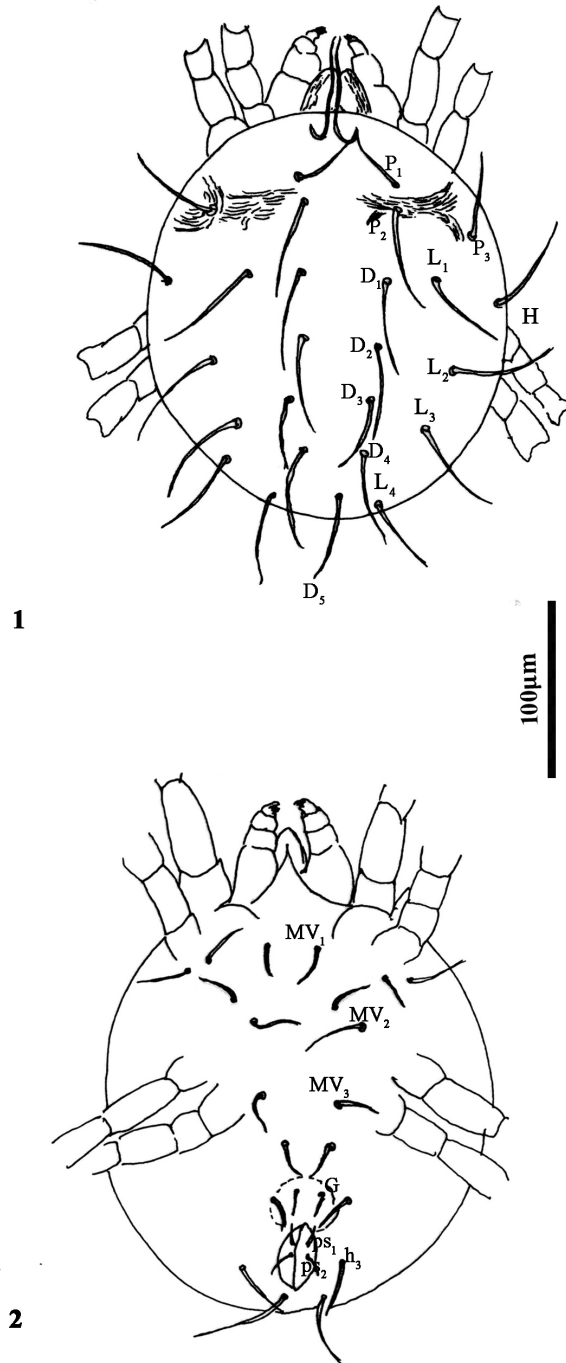 P₁
P₂
P₃
D₁
L₁
H
D₂
L₂
D₃
L₃
D₄
L₄
D₅
1
100μm
MV₁
MV₂
MV₃
G
ps₁
h₃
ps₂
2